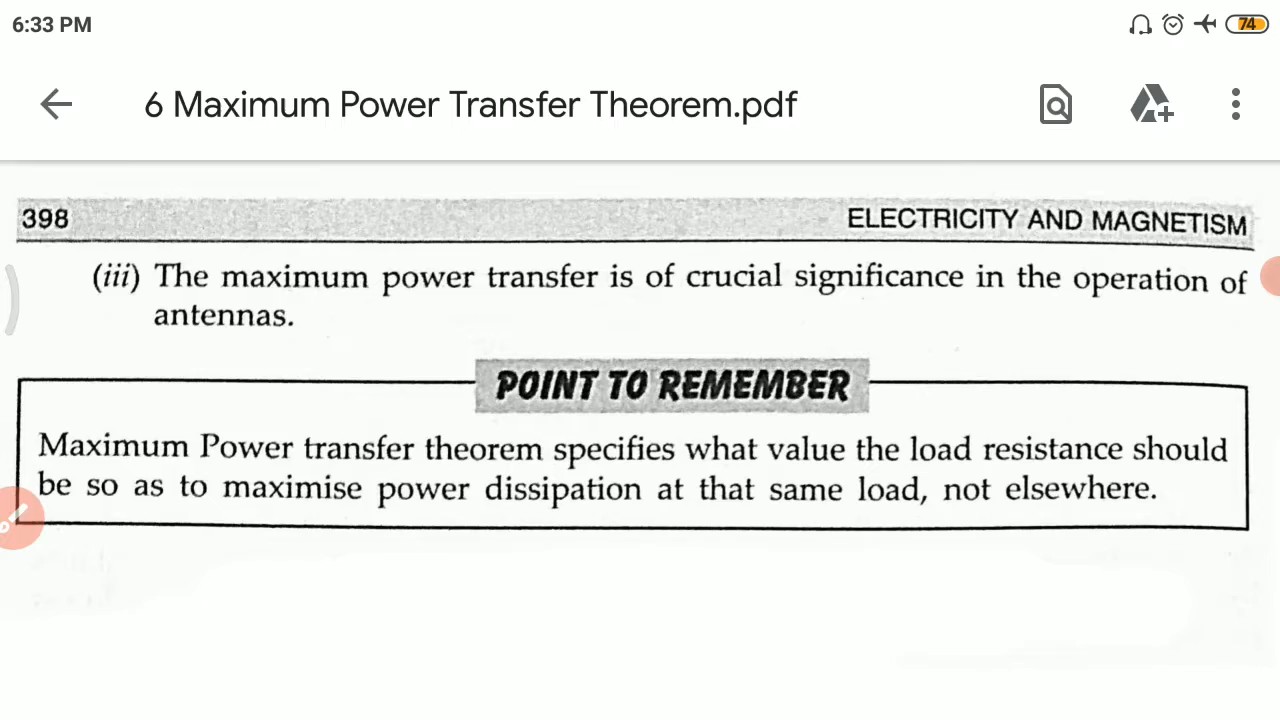 6:33 PM
74
6 Maximum Power Transfer Theorem.pdf
398 ELECTRICITY AND MAGNETISM
(iii) The maximum power transfer is of crucial significance in the operation of
antennas.
POINT TO REMEMBER
Maximum Power transfer theorem specifies what value the load resistance should
be so as to maximise power dissipation at that same load, not elsewhere.